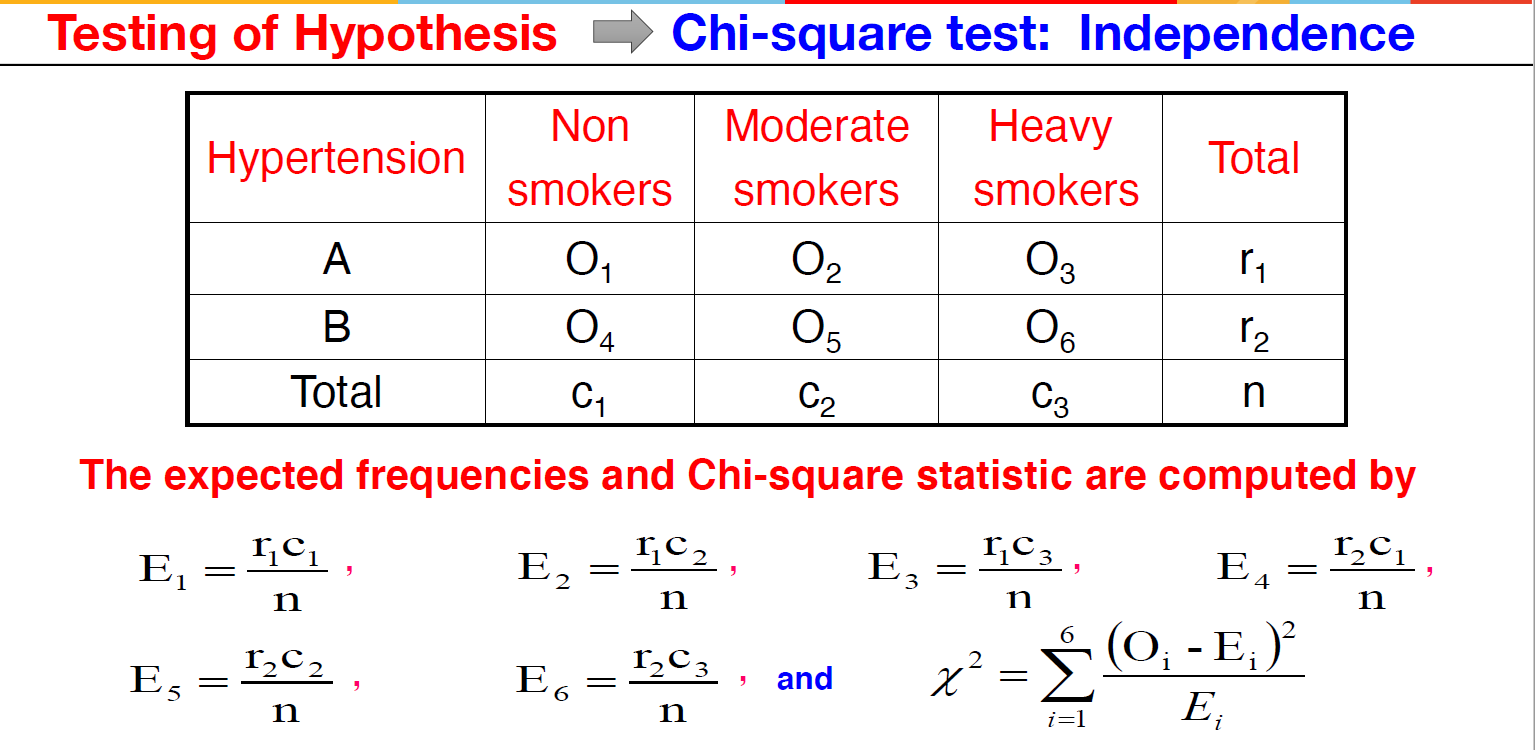 Testing of Hypothesis Chi-square test: Independence
Hypertension Non smokers Moderate smokers Heavy smokers Total
A O₁ O₂ O₃ r₁
B O₄ O₅ O₆ r₂
Total c₁ c₂ c₃ n
The expected frequencies and Chi-square statistic are computed by
E₁ = r₁c₁ / n , E₂ = r₁c₂ / n , E₃ = r₁c₃ / n , E₄ = r₂c₁ / n ,
E₅ = r₂c₂ / n , E₆ = r₂c₃ / n , and χ² = ∑_{i=1}^{6} (Oᵢ - Eᵢ)² / Eᵢ